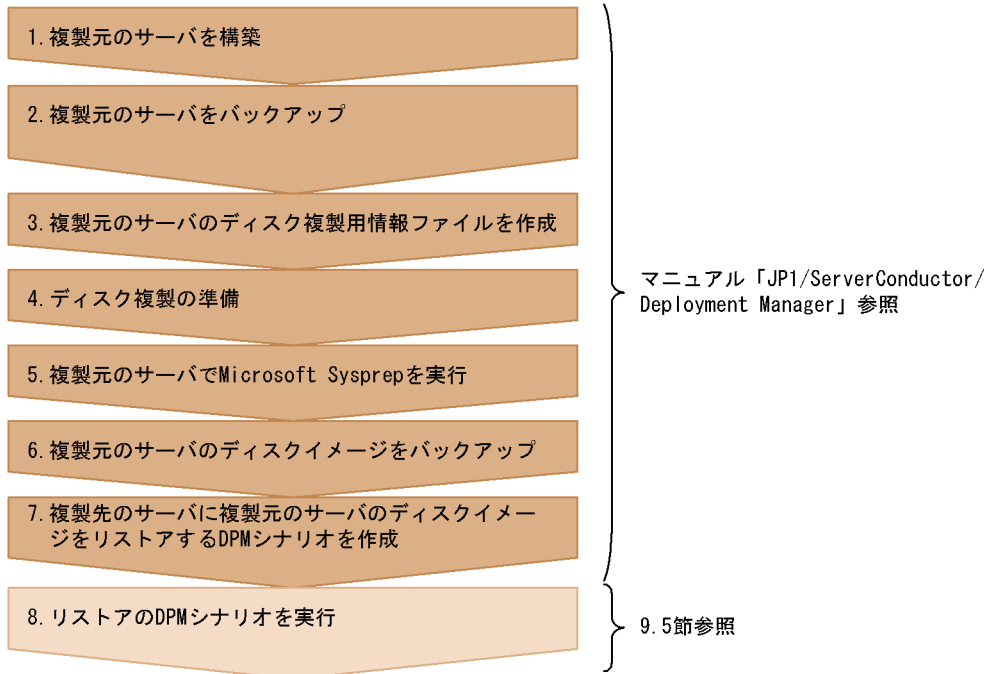 1.複製元のサーバを構築
2.複製元のサーバをバックアップ
3.複製元のサーバのディスク複製用情報ファイルを作成
4.ディスク複製の準備
5.複製元のサーバでMicrosoft Sysprepを実行
6.複製元のサーバのディスクイメージをバックアップ
7.複製先のサーバに複製元のサーバのディスクイメー
ジをリストアするDPMシナリオを作成
マニュアル「JP1/ServerConductor/
Deployment Manager」参照
8.リストアのDPMシナリオを実行
9.5節参照